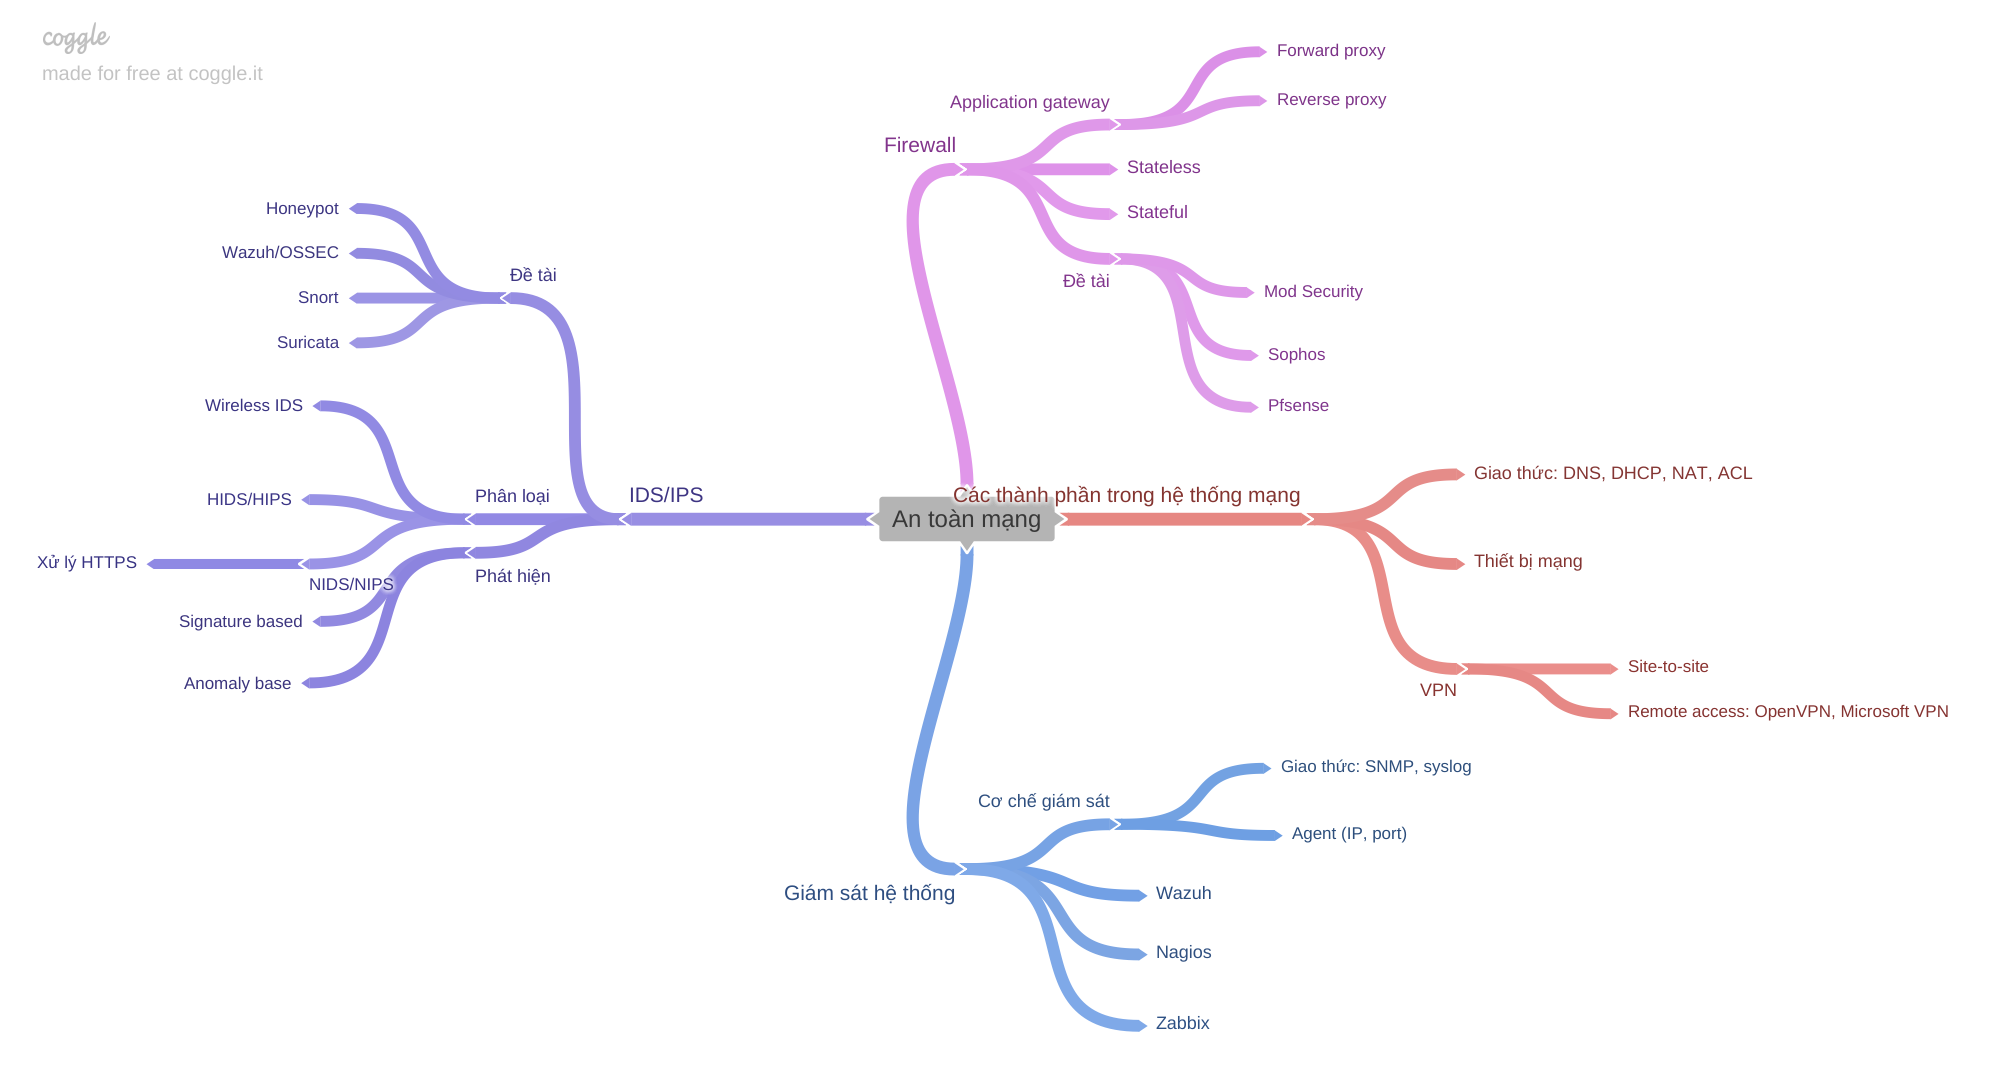 coggle
made for free at coggle.it
Forward proxy
Application gateway
Reverse proxy
Firewall
Stateless
Stateful
Đề tài
Mod Security
Sophos
Pfsense
Honeypot
Wazuh/OSSEC
Đề tài
Snort
Suricata
Wireless IDS
HIDS/HIPS
Phân loại
IDS/IPS
Xử lý HTTPS
NIDS/NIPS
Phát hiện
Signature based
Anomaly base
An toàn mạng
Các thành phần trong hệ thống mạng
Giao thức: DNS, DHCP, NAT, ACL
Thiết bị mạng
VPN
Site-to-site
Remote access: OpenVPN, Microsoft VPN
Giao thức: SNMP, syslog
Cơ chế giám sát
Agent (IP, port)
Giám sát hệ thống
Wazuh
Nagios
Zabbix